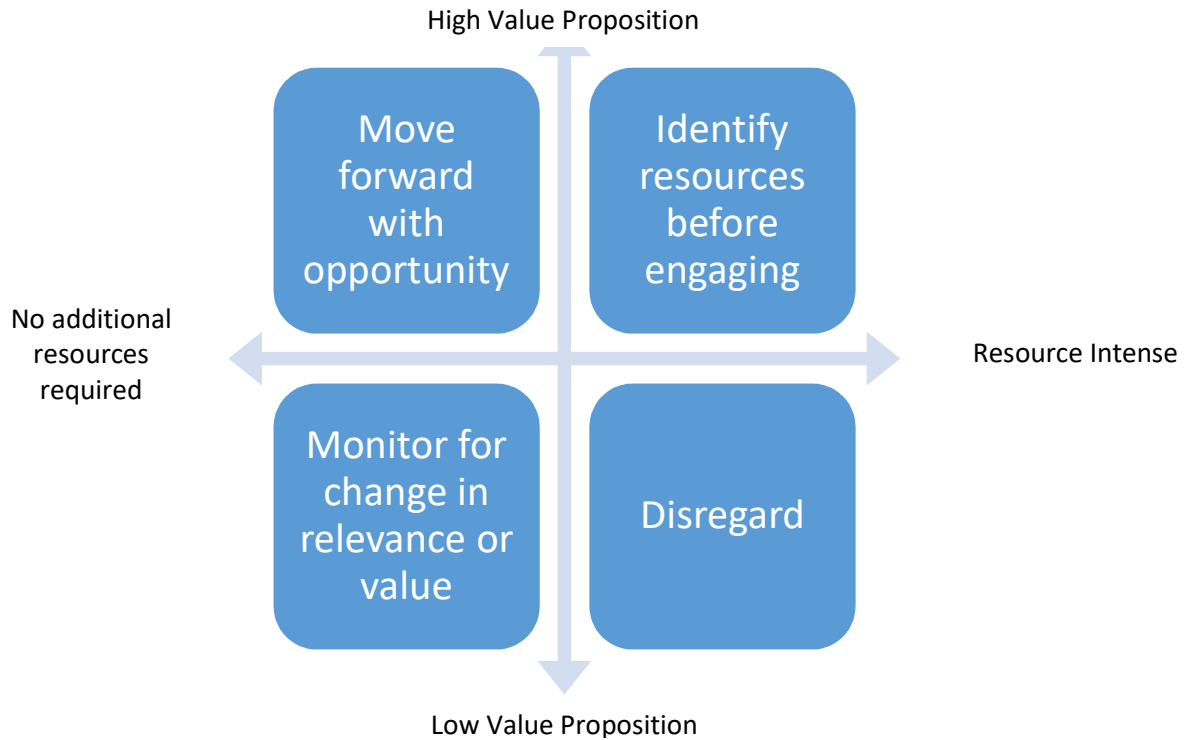 High Value Proposition
Move
forward
with
opportunity
Identify
resources
before
engaging
No additional
resources
required
Resource Intense
Monitor for
change in
relevance or
value
Disregard
Low Value Proposition